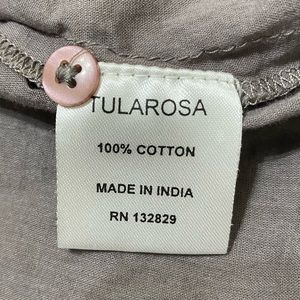 TULAROSA
100% COTTON
MADE IN INDIA
RN 132829